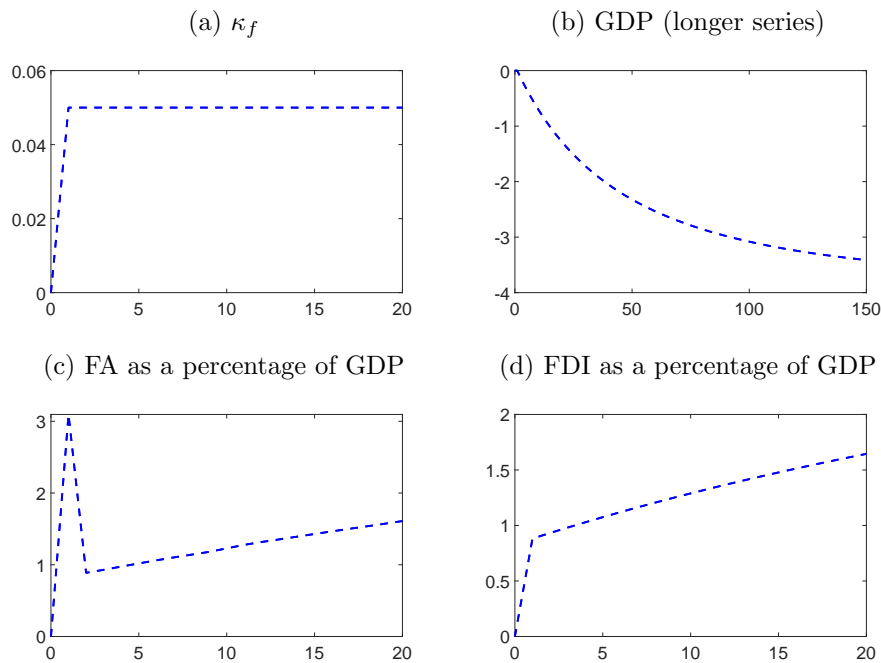 (a) κ_f
(b) GDP (longer series)
0.06
0.04
0.02
0
0 5 10 15 20
0
-1
-2
-3
-4
0 50 100 150
(c) FA as a percentage of GDP
(d) FDI as a percentage of GDP
3
2
1
0
0 5 10 15 20
2
1.5
1
0.5
0
0 5 10 15 20